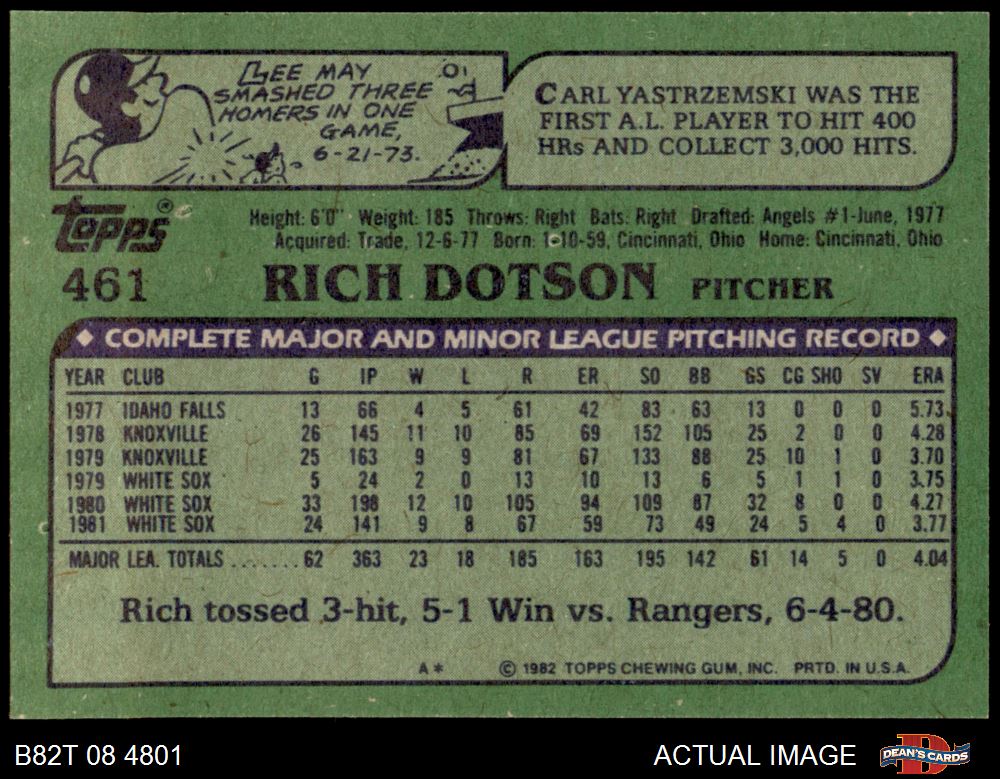 LEE MAY
SMASHED THREE
HOMERS IN ONE
GAME,
6-21-73.
CARL YASTRZEMSKI WAS THE
FIRST A.L. PLAYER TO HIT 400
HRs AND COLLECT 3,000 HITS.
topps®
Height: 6'0" Weight: 185 Throws: Right Bats: Right Drafted: Angels #1-June, 1977
Acquired: Trade, 12-6-77 Born: 1-10-59, Cincinnati, Ohio Home: Cincinnati, Ohio
461 RICH DOTSON PITCHER
◆ COMPLETE MAJOR AND MINOR LEAGUE PITCHING RECORD ◆
YEAR CLUB G IP W L R ER SO BB GS CG SHO SV ERA
1977 IDAHO FALLS 13 66 4 5 61 42 83 63 13 0 0 0 5.73
1978 KNOXVILLE 26 145 11 10 85 69 152 105 25 2 0 0 4.28
1979 KNOXVILLE 25 163 9 9 81 67 133 88 25 10 1 0 3.70
1979 WHITE SOX 5 24 2 0 13 10 13 6 5 1 1 0 3.75
1980 WHITE SOX 33 198 12 10 105 94 109 87 32 8 0 0 4.27
1981 WHITE SOX 24 141 9 8 67 59 73 49 24 5 4 0 3.77
MAJOR LEA. TOTALS ....... 62 363 23 18 185 163 195 142 61 14 5 0 4.04
Rich tossed 3-hit, 5-1 Win vs. Rangers, 6-4-80.
A* © 1982 TOPPS CHEWING GUM, INC. PRTD. IN U.S.A.
B82T 08 4801 ACTUAL IMAGE DEAN'S CARDS